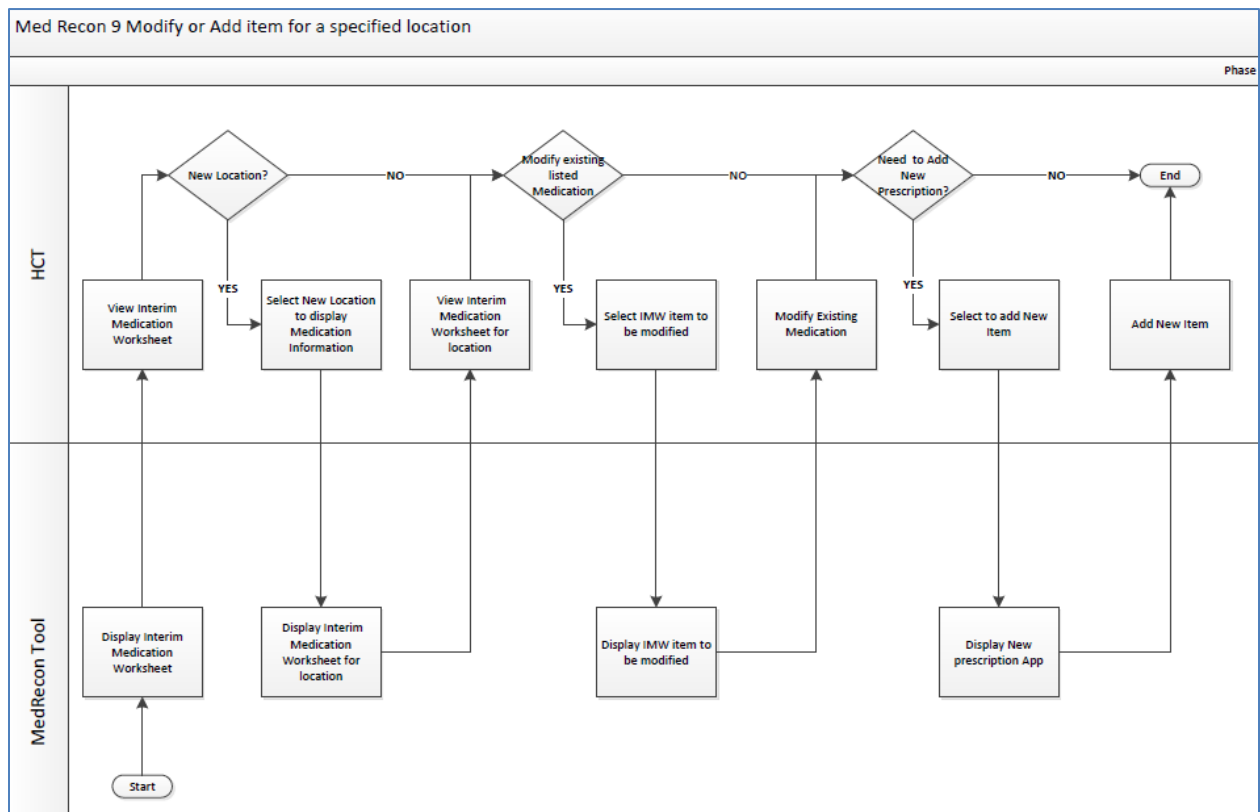 Med Recon 9 Modify or Add item for a specified location
Phase
HCT
New Location?
NO
Modify existing
listed
Medication
NO
Need to Add
New
Prescription?
NO
End
YES
YES
YES
View Interim
Medication
Worksheet
Select New Location
to display
Medication
Information
View Interim
Medication
Worksheet for
location
Select IMW item to
be modified
Modify Existing
Medication
Select to add New
Item
Add New Item
MedRecon Tool
Display Interim
Medication
Worksheet
Display Interim
Medication
Worksheet for
location
Display IMW item to
be modified
Display New
prescription App
Start